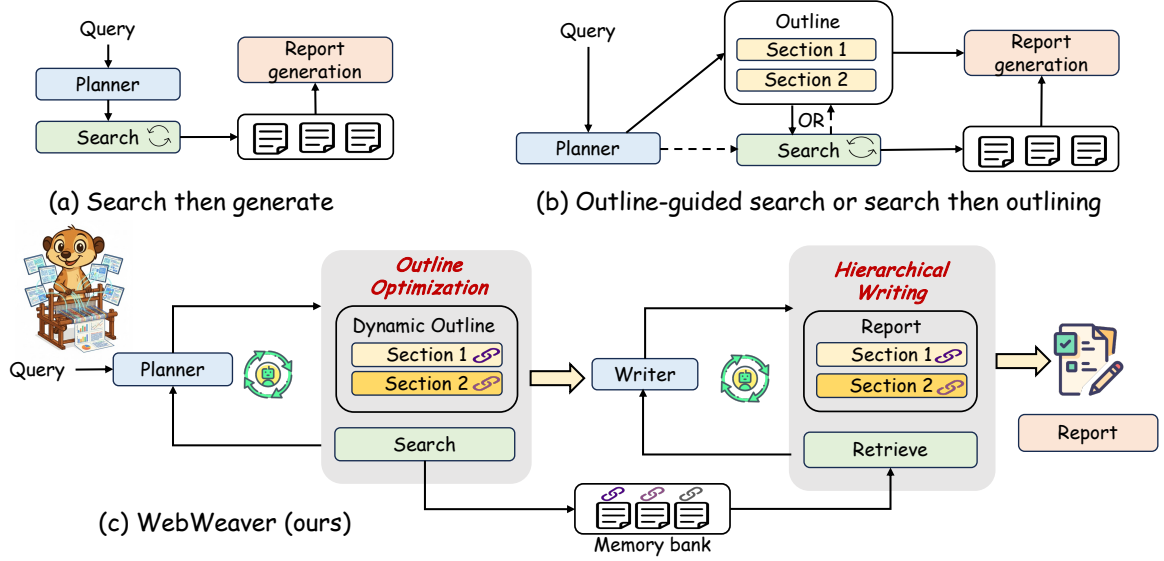 Query
Planner
Search
Report
generation
(a) Search then generate
Query
Planner
Outline
Section 1
Section 2
OR
Search
Report
generation
(b) Outline-guided search or search then outlining
Query
Planner
Outline
Optimization
Dynamic Outline
Section 1
Section 2
Search
Writer
Hierarchical
Writing
Report
Section 1
Section 2
Retrieve
Report
Memory bank
(c) WebWeaver (ours)